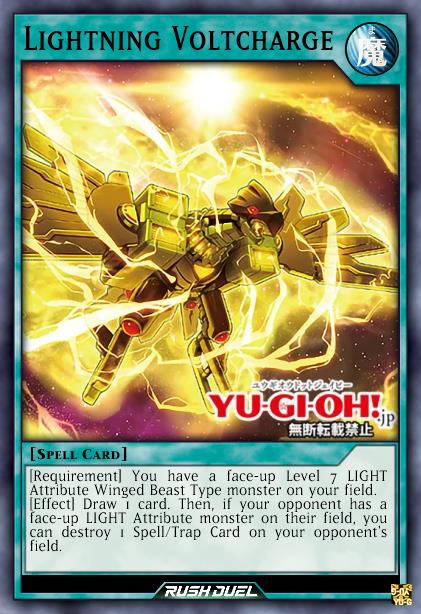 Lightning Voltcharge
ま
魔
ユウギオウドットジェイピー
YU-GI-OH!.jp
無断転載禁止
[Spell Card]
[Requirement] You have a face-up Level 7 LIGHT
Attribute Winged Beast Type monster on your field.
[Effect] Draw 1 card. Then, if your opponent has a
face-up LIGHT Attribute monster on their field, you
can destroy 1 Spell/Trap Card on your opponent's
field.
RUSH DUEL